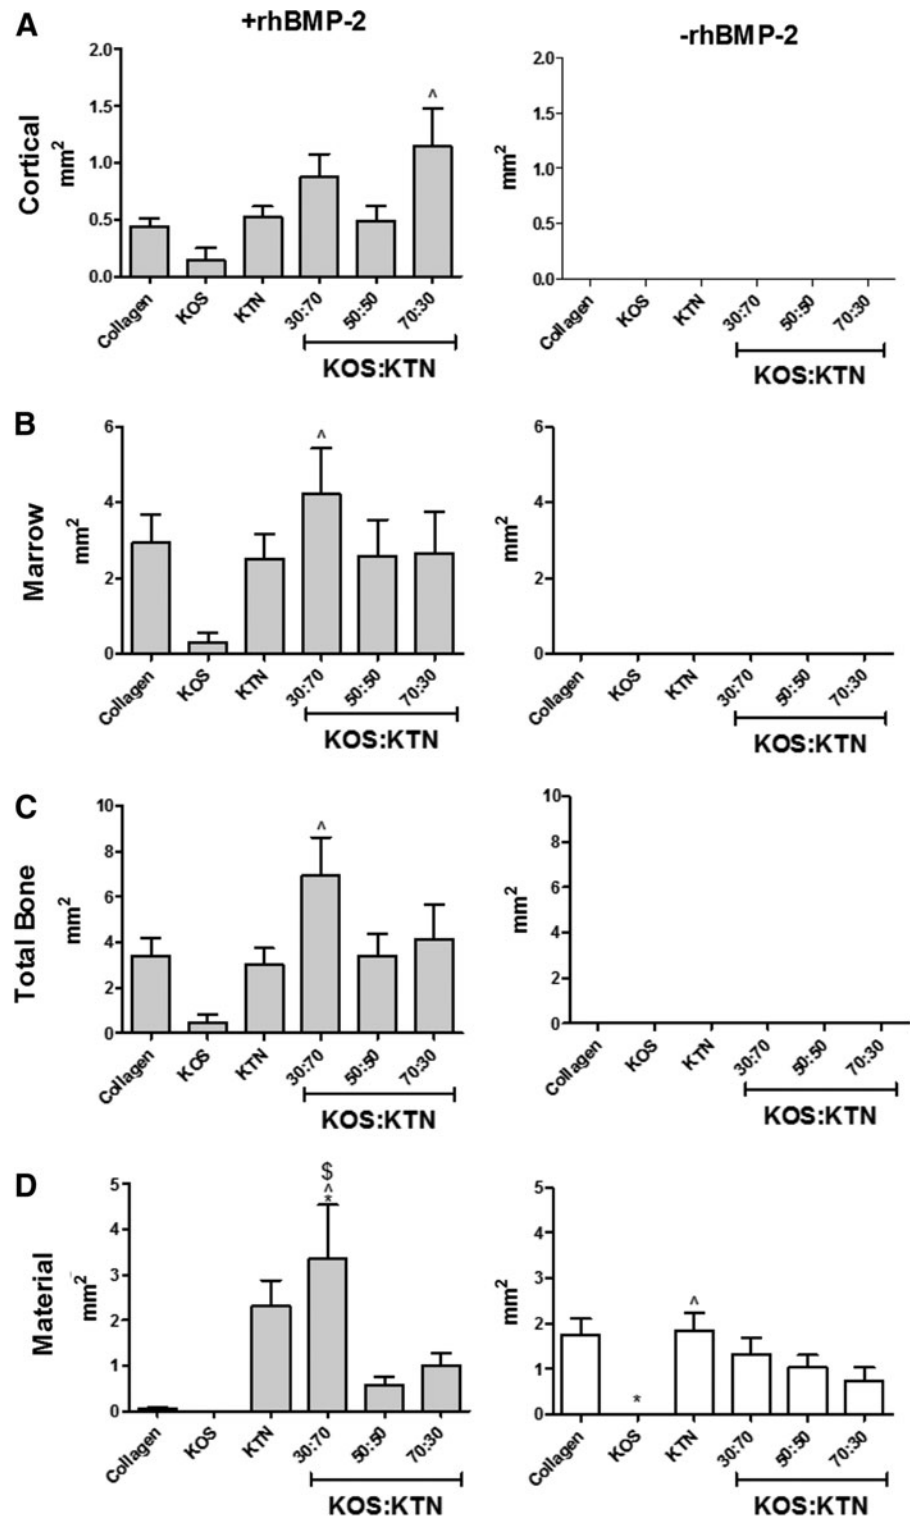 A
+rhBMP-2
-rhBMP-2
Cortical
mm2
2.0
1.5
1.0
0.5
0.0
^
Collagen
KOS
KTN
30:70
50:50
70:30
KOS:KTN
mm2
2.0
1.5
1.0
0.5
0.0
Collagen
KOS
KTN
30:70
50:50
70:30
KOS:KTN
B
Marrow
mm2
6
4
2
0
^
Collagen
KOS
KTN
30:70
50:50
70:30
KOS:KTN
mm2
6
4
2
0
Collagen
KOS
KTN
30:70
50:50
70:30
KOS:KTN
C
Total Bone
mm2
10
8
6
4
2
0
^
Collagen
KOS
KTN
30:70
50:50
70:30
KOS:KTN
mm2
10
8
6
4
2
0
Collagen
KOS
KTN
30:70
50:50
70:30
KOS:KTN
D
Material
mm2
5
4
3
2
1
0
$
^
*
Collagen
KOS
KTN
30:70
50:50
70:30
KOS:KTN
mm2
5
4
3
2
1
0
*
^
Collagen
KOS
KTN
30:70
50:50
70:30
KOS:KTN